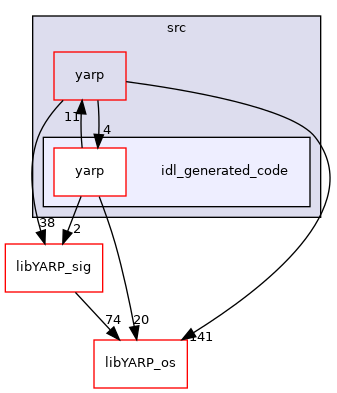 src
yarp
11
4
yarp
idl_generated_code
38
2
libYARP_sig
74
20
141
libYARP_os